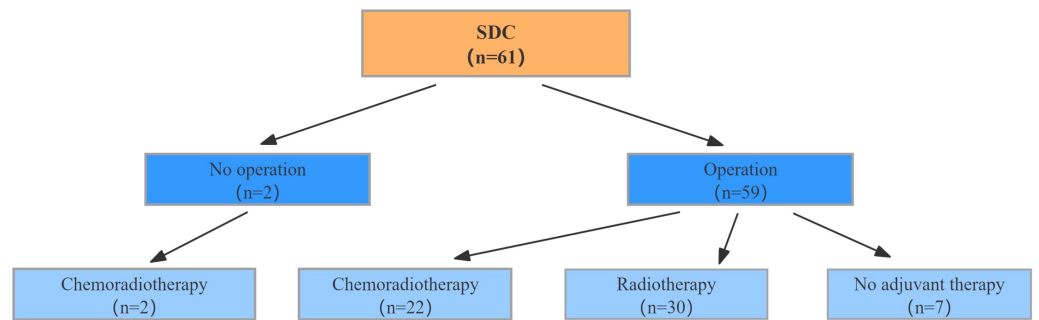 SDC
(n=61)
No operation
(n=2)
Operation
(n=59)
Chemoradiotherapy
(n=2)
Chemoradiotherapy
(n=22)
Radiotherapy
(n=30)
No adjuvant therapy
(n=7)